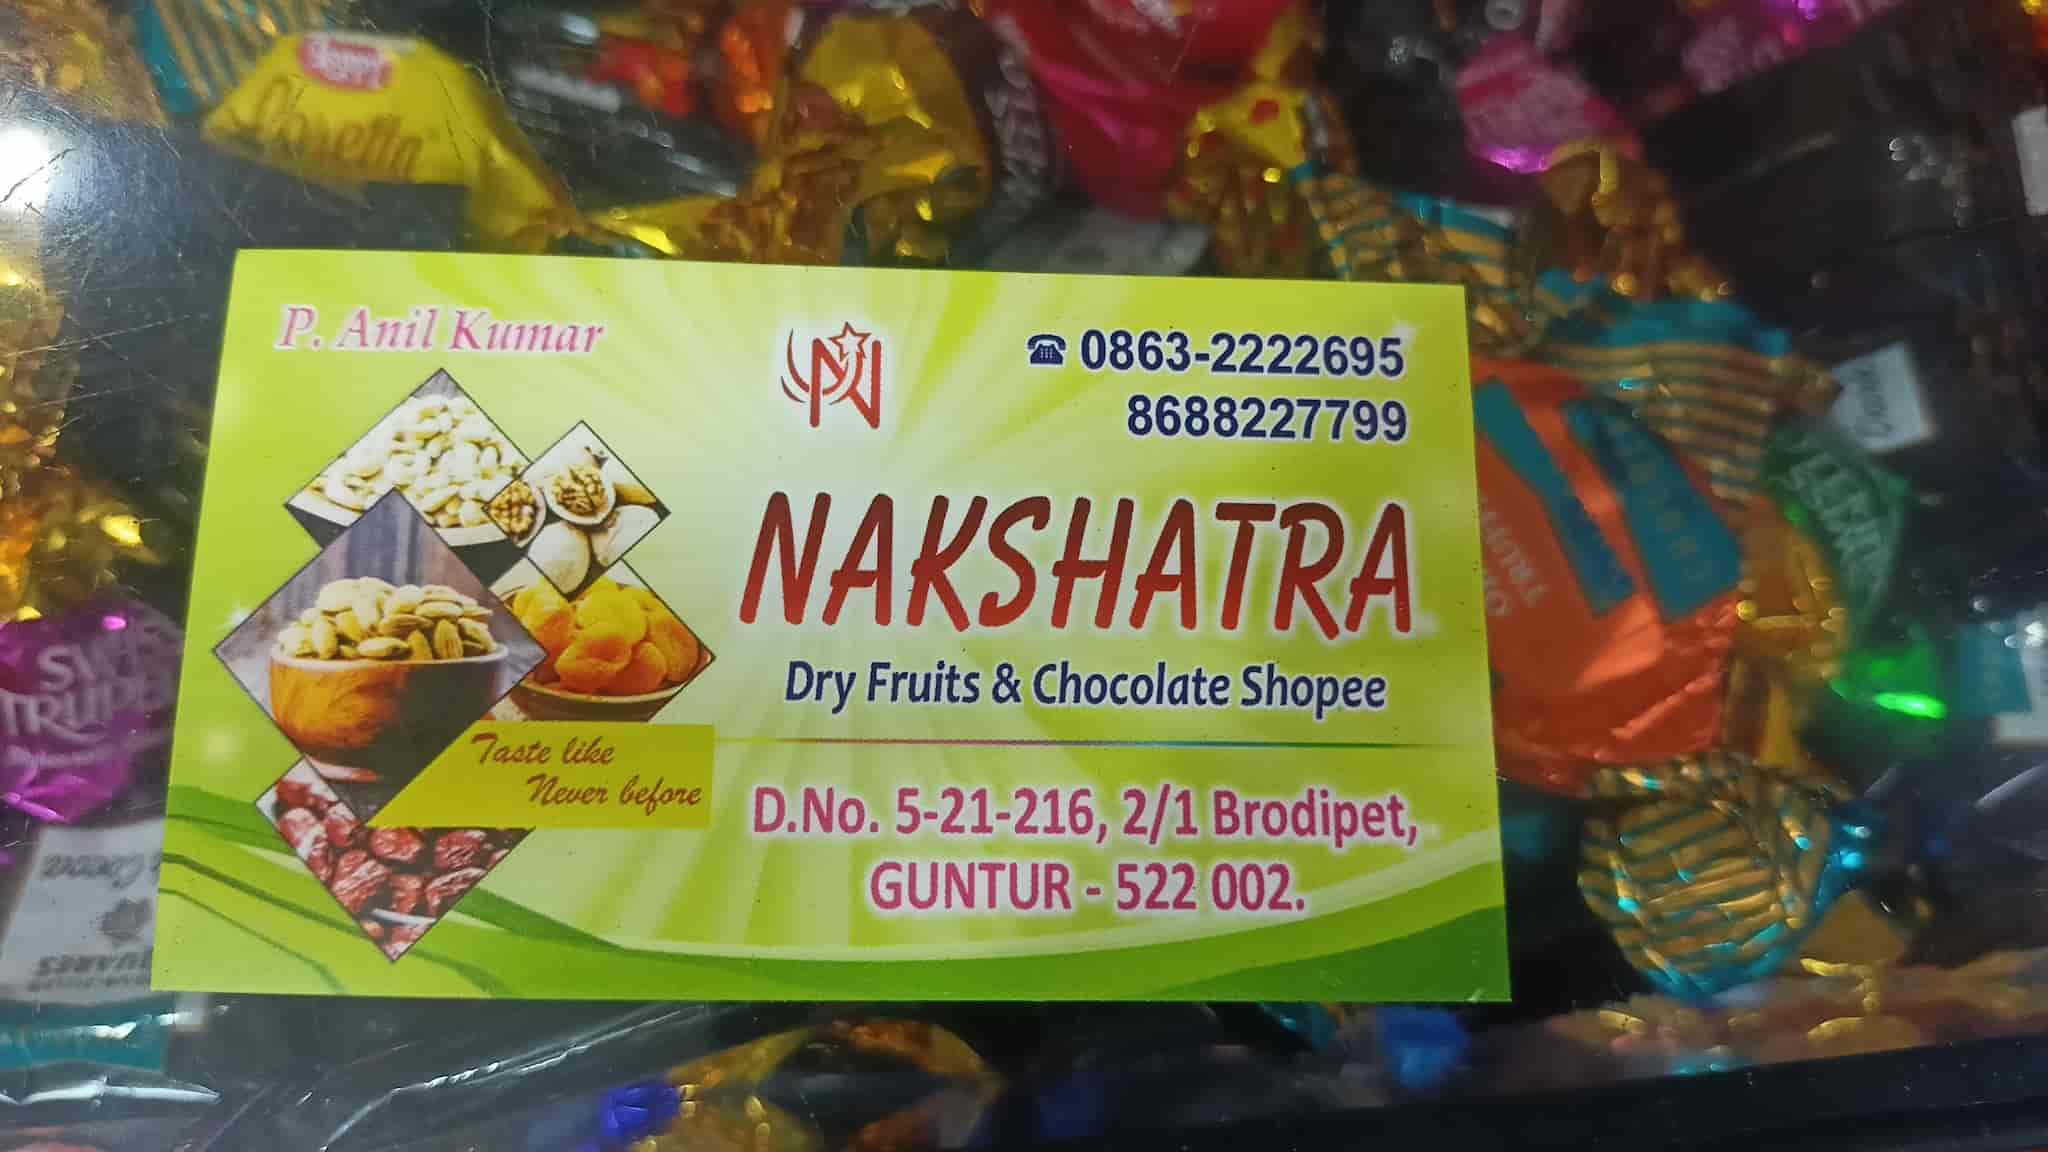 Loretta
P. Anil Kumar
N
0863-2222695
8688227799
NAKSHATRA
Dry Fruits & Chocolate Shopee
Taste like
Never before
D.No. 5-21-216, 2/1 Brodipet,
GUNTUR - 522 002.